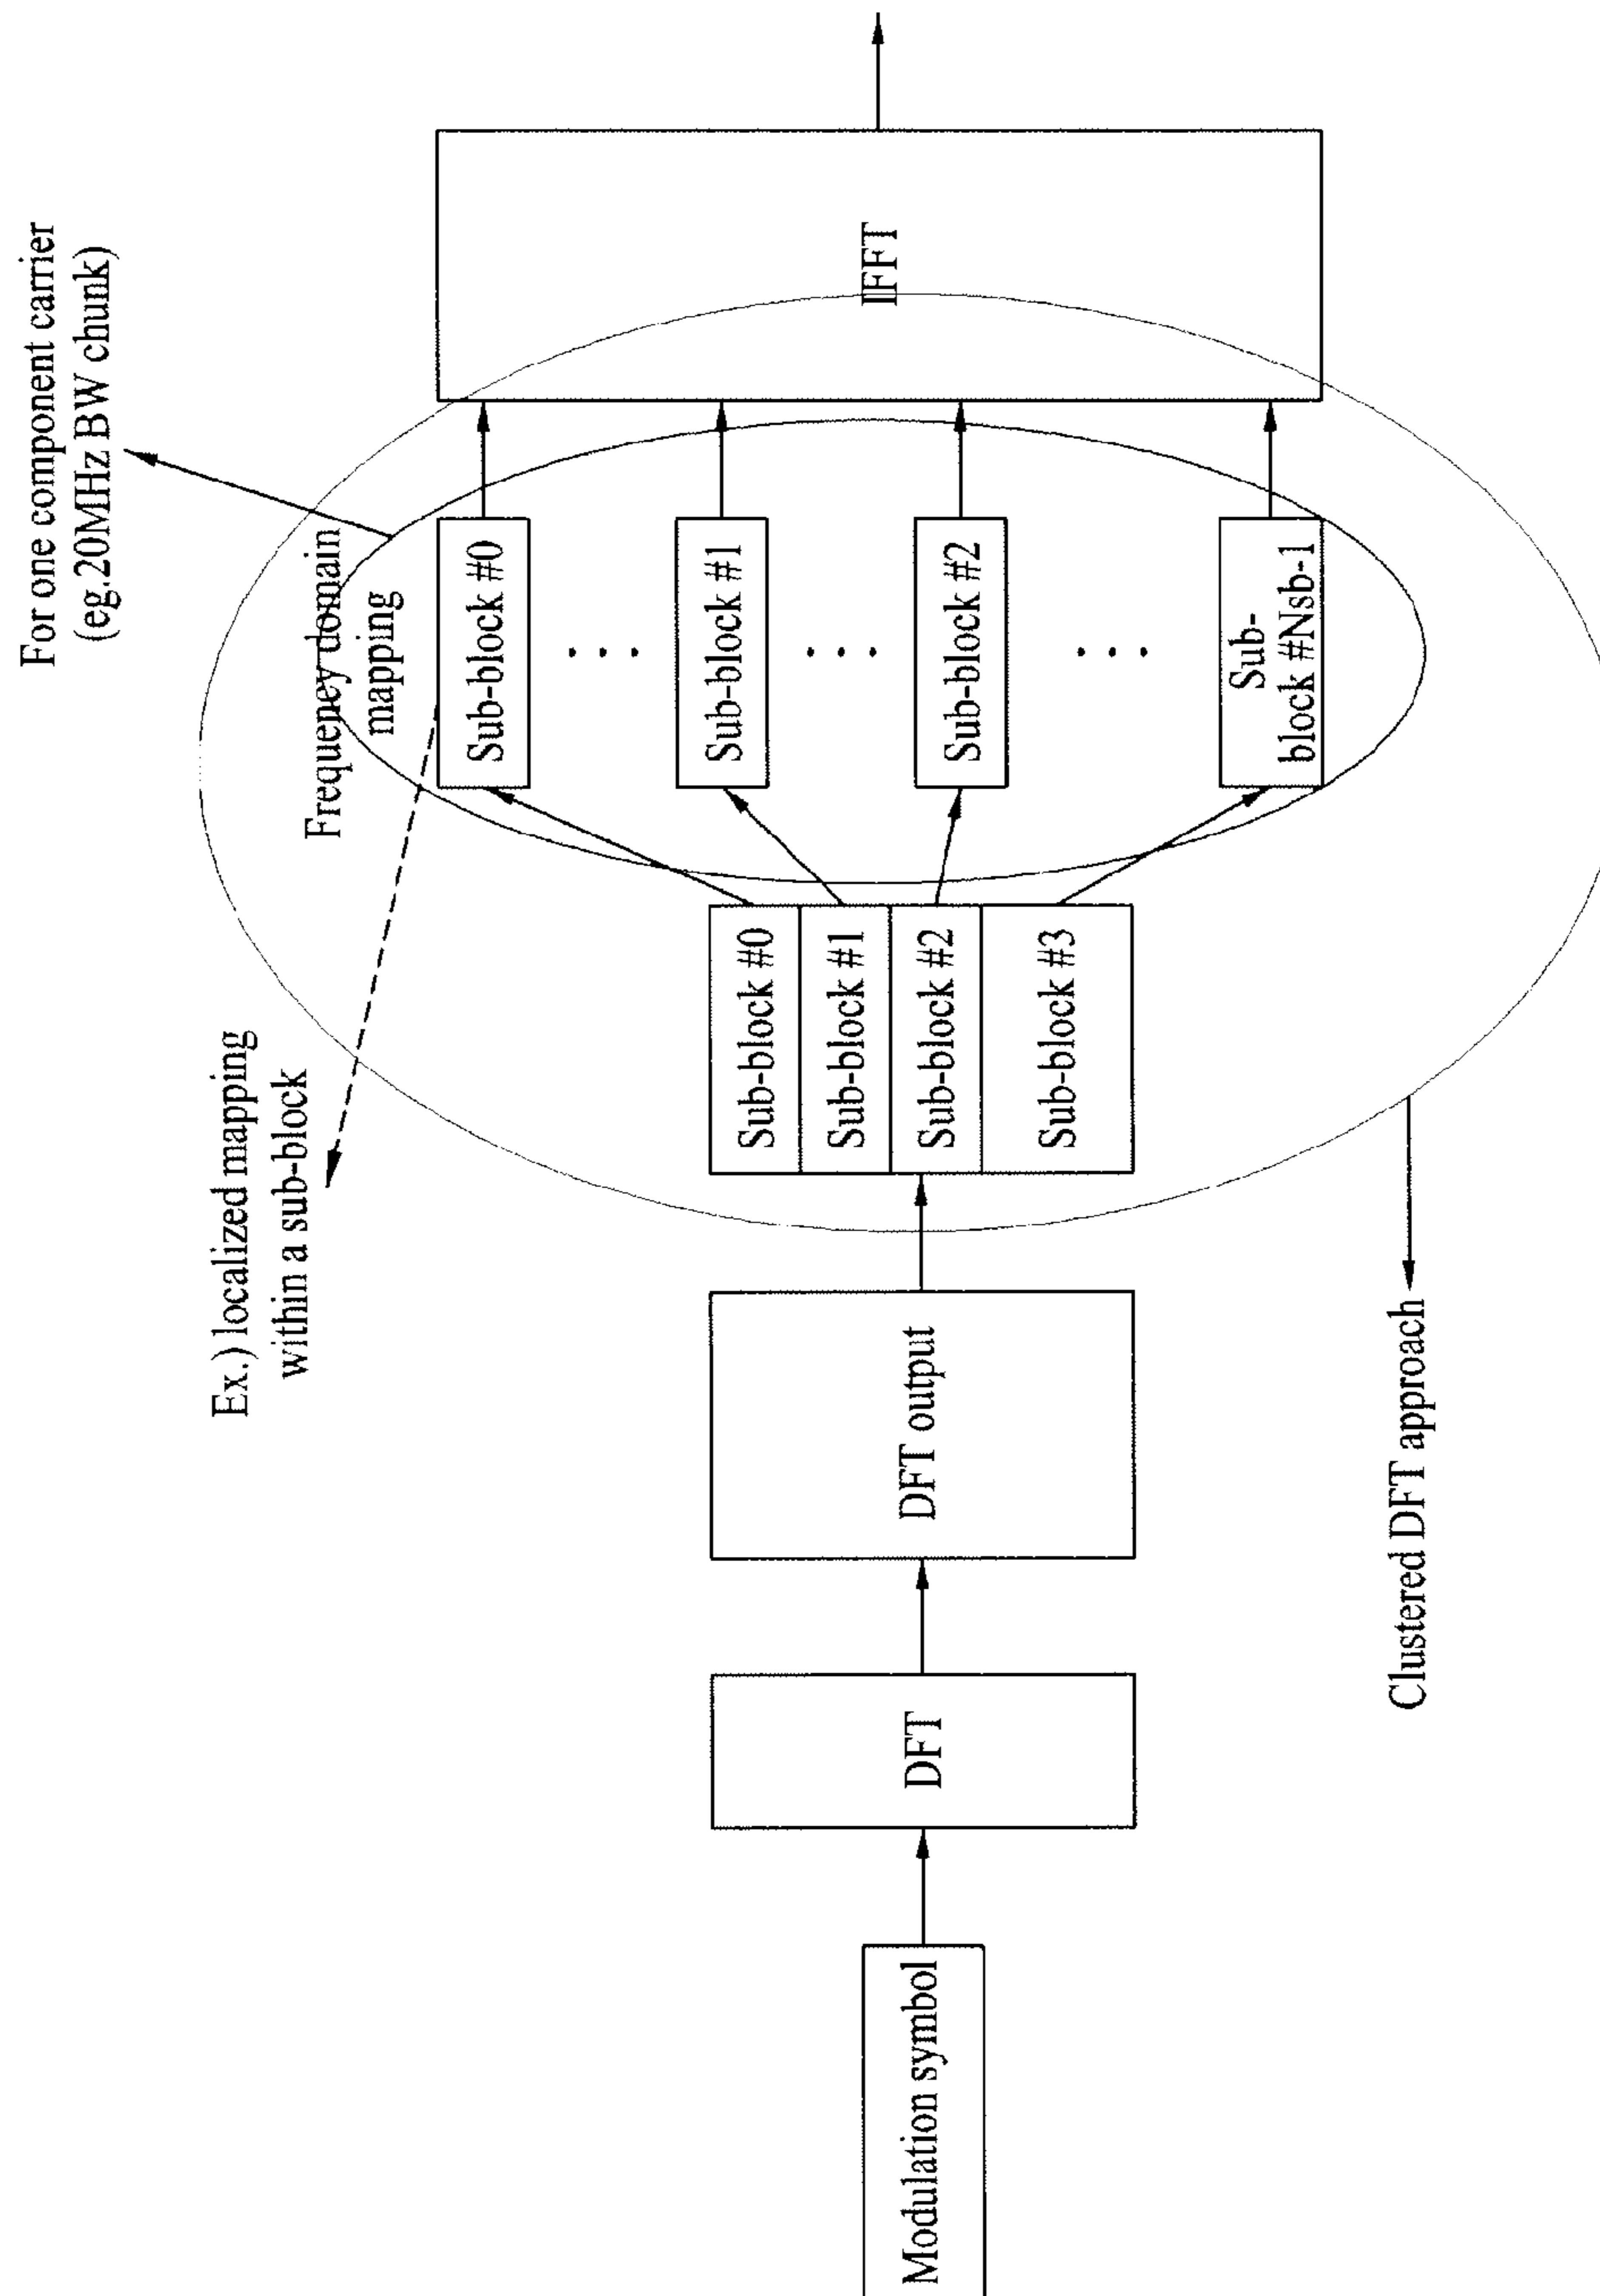 For one component carrier
(eg.20MHz BW chunk)
Ex.) localized mapping
within a sub-block
Frequency domain
mapping
Modulation symbol
DFT
DFT output
Sub-block #0
Sub-block #1
Sub-block #2
Sub-block #3
Sub-block #0
Sub-block #1
Sub-block #2
Sub-
block #Nsb-1
IFFT
Clustered DFT approach